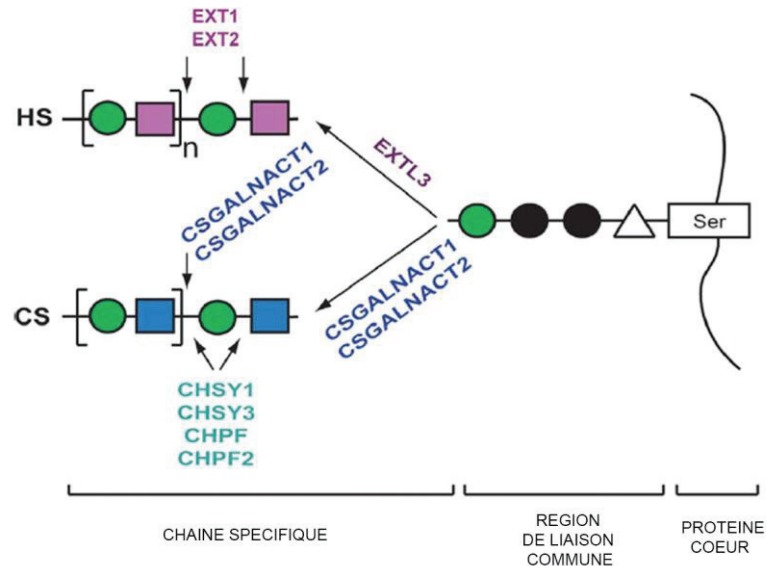 EXT1
EXT2
HS
n
EXTL3
CSGALNACT1
CSGALNACT2
Ser
CSGALNACT1
CSGALNACT2
CS
CHSY1
CHSY3
CHPF
CHPF2
CHAINE SPECIFIQUE
REGION
DE LIAISON
COMMUNE
PROTEINE
COEUR